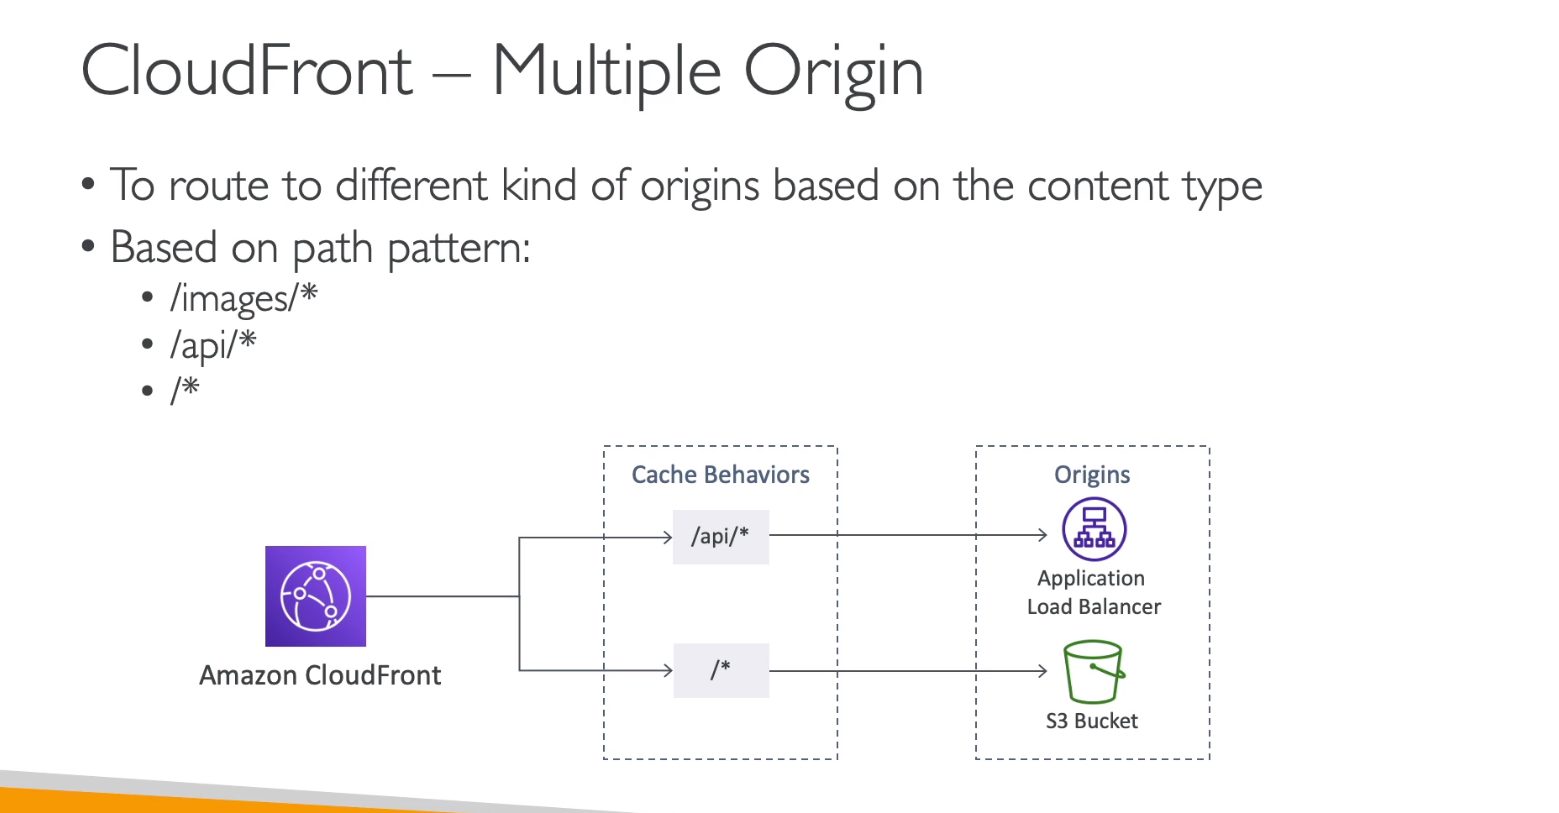 CloudFront – Multiple Origin
• To route to different kind of origins based on the content type
• Based on path pattern:
• /images/*
• /api/*
• /*
Cache Behaviors
Origins
/api/*
Application
Load Balancer
Amazon CloudFront
/*
S3 Bucket